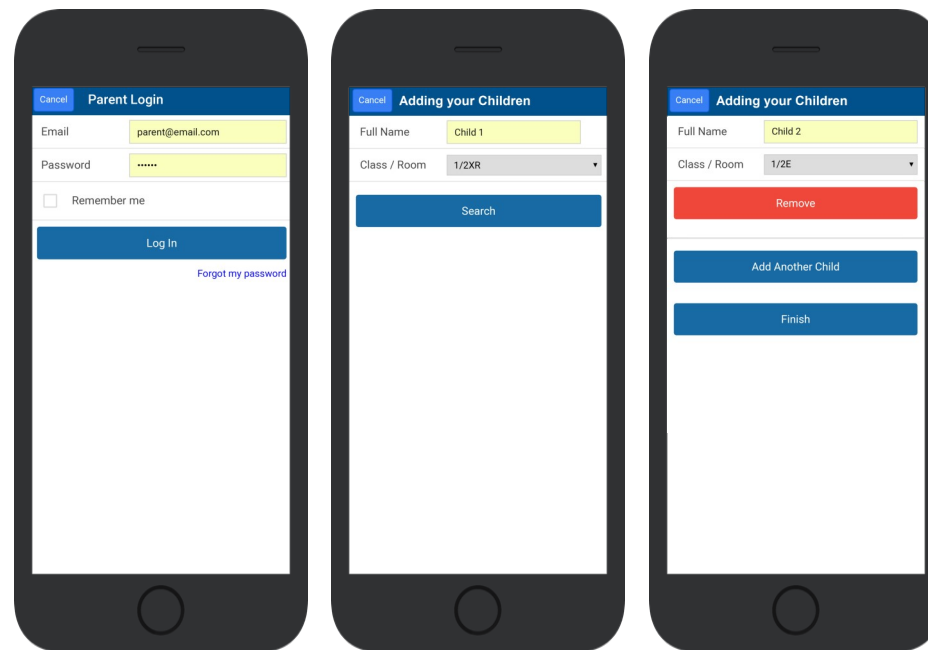 Cancel Parent Login
Email parent@email.com
Password ••••••
Remember me
Log In
Forgot my password
Cancel Adding your Children
Full Name Child 1
Class / Room 1/2XR
Search
Cancel Adding your Children
Full Name Child 2
Class / Room 1/2E
Remove
Add Another Child
Finish